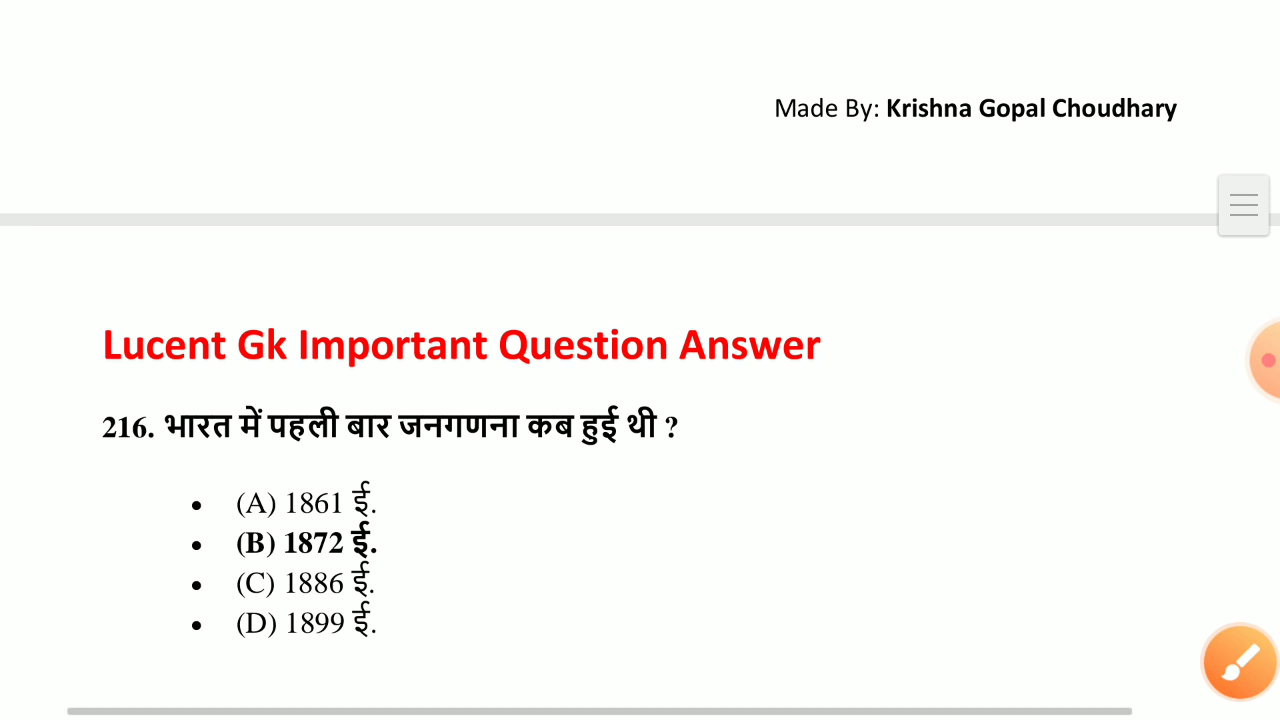 Made By: Krishna Gopal Choudhary
Lucent Gk Important Question Answer
216. भारत में पहली बार जनगणना कब हुई थी ?
• (A) 1861 ई.
• (B) 1872 ई.
• (C) 1886 ई.
• (D) 1899 ई.